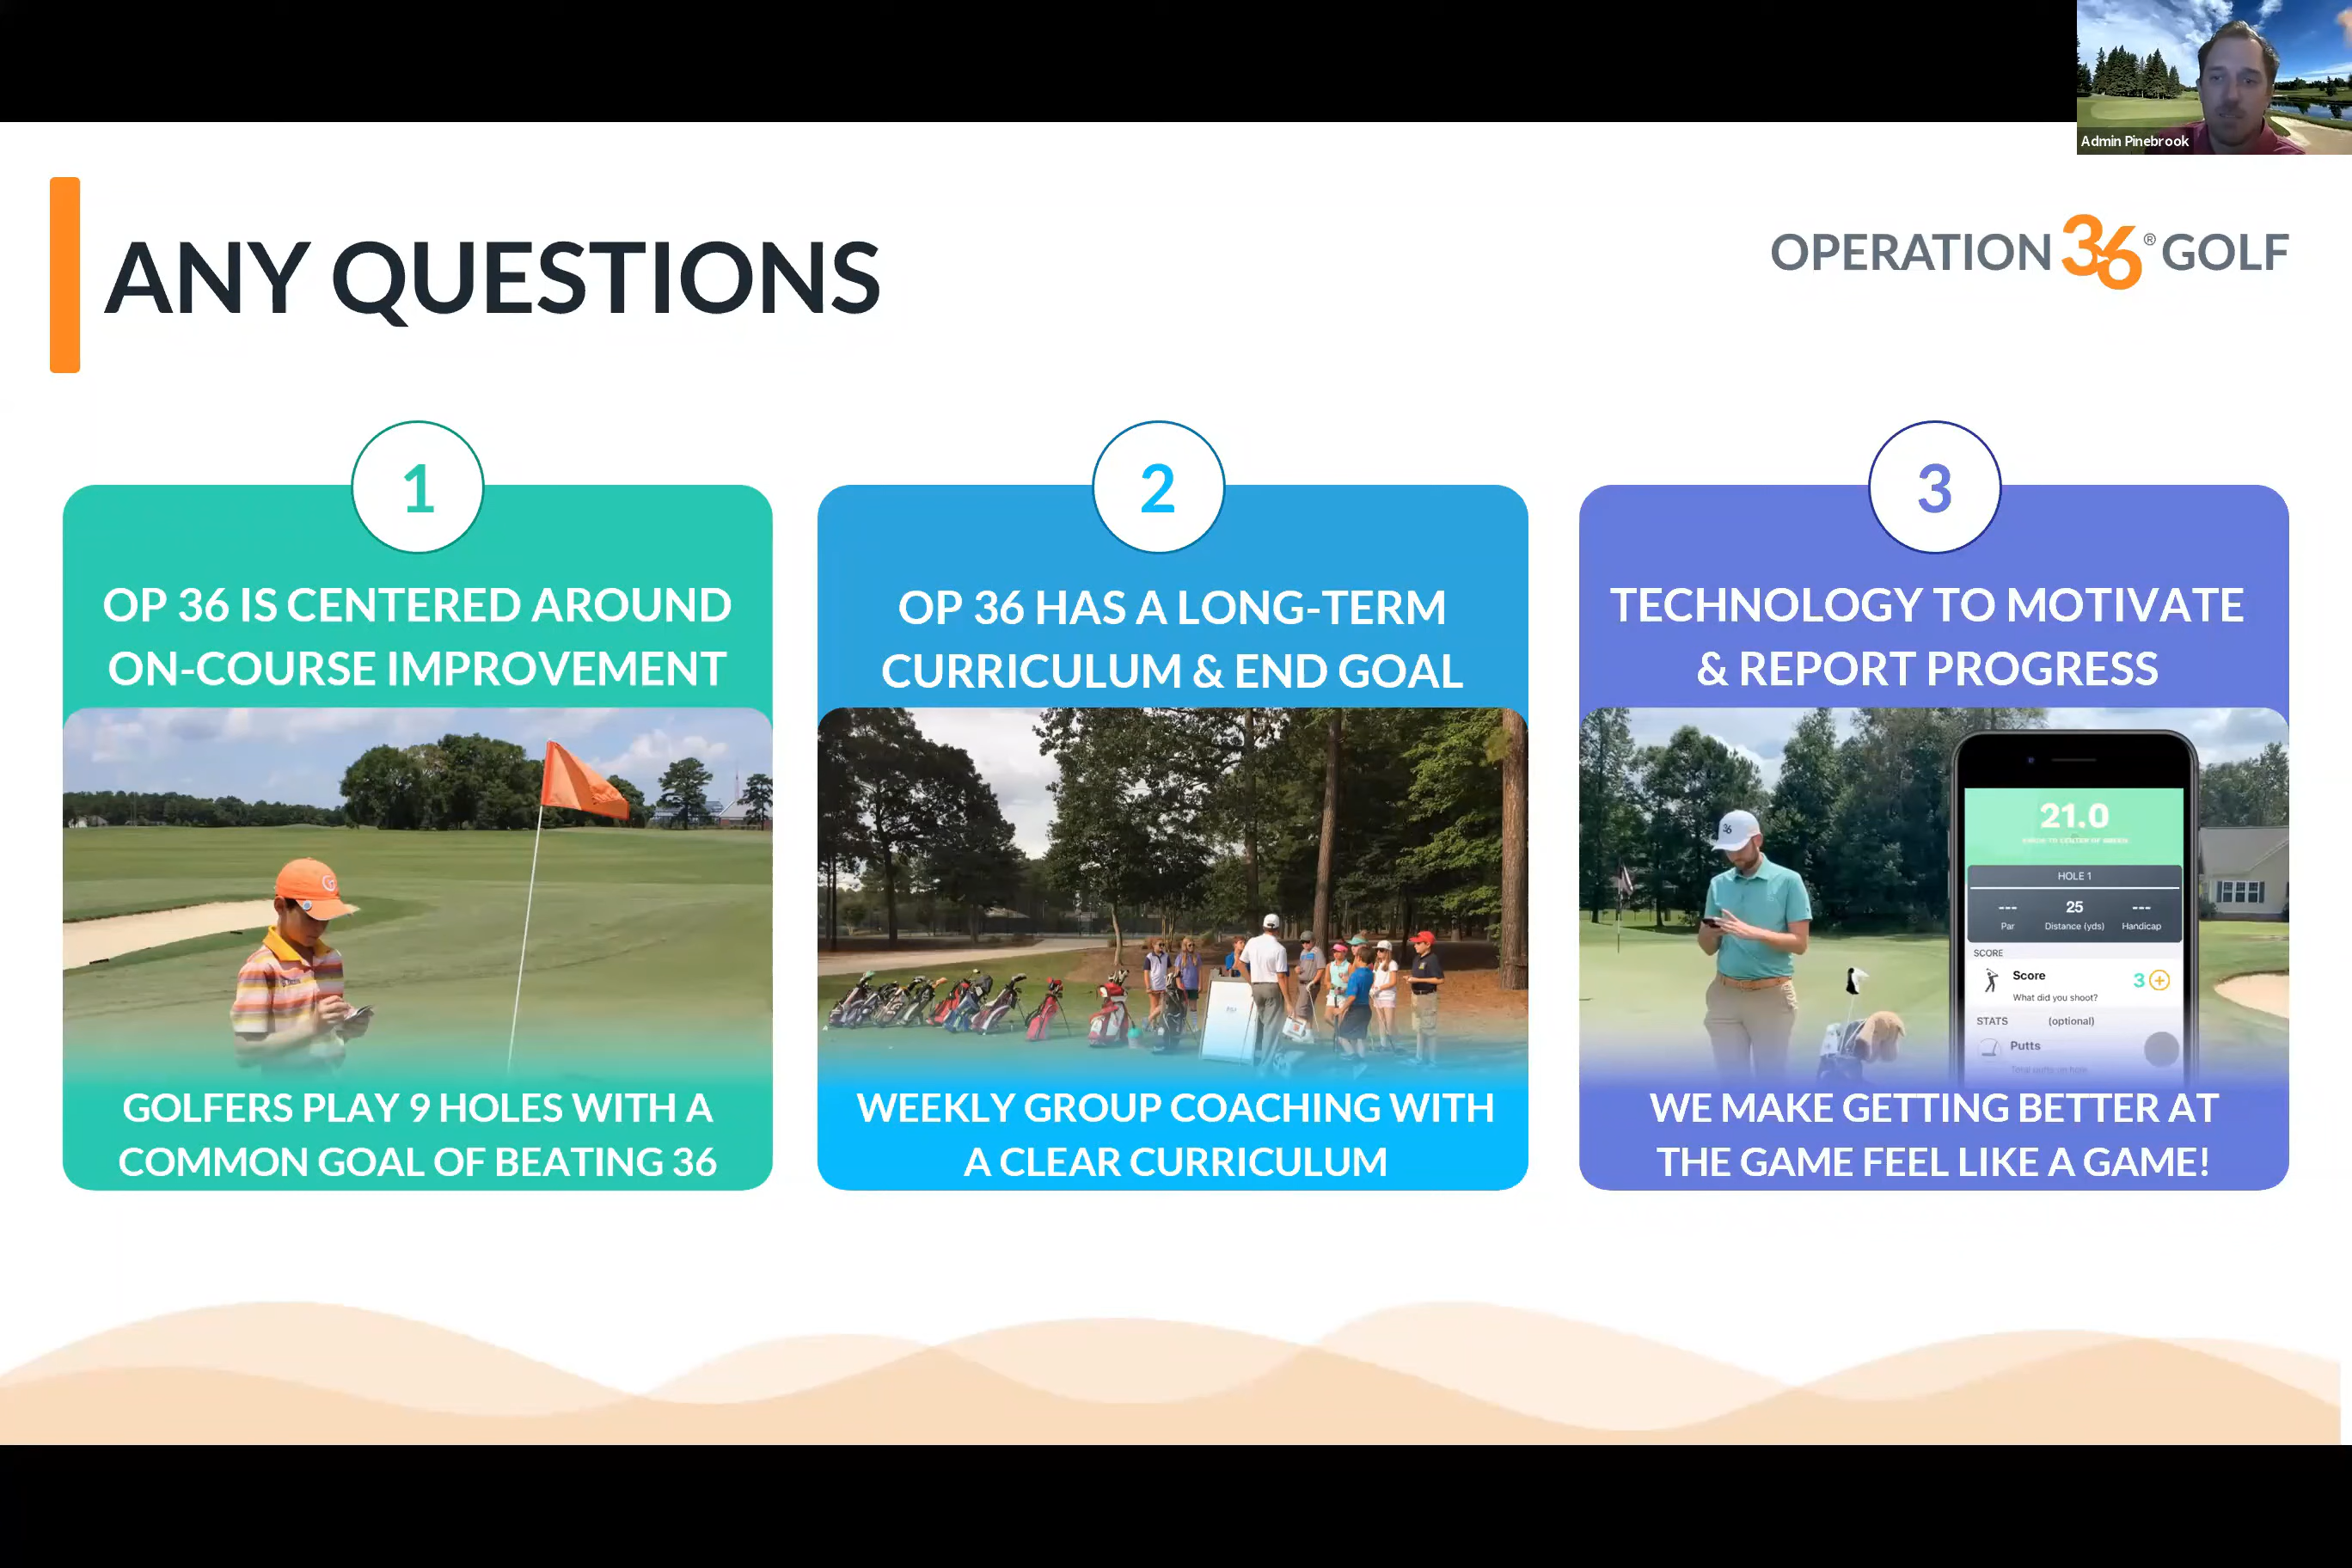 Admin Pinebrook
ANY QUESTIONS
OPERATION 36® GOLF
1
OP 36 IS CENTERED AROUND
ON-COURSE IMPROVEMENT
GOLFERS PLAY 9 HOLES WITH A
COMMON GOAL OF BEATING 36
2
OP 36 HAS A LONG-TERM
CURRICULUM & END GOAL
WEEKLY GROUP COACHING WITH
A CLEAR CURRICULUM
3
TECHNOLOGY TO MOTIVATE
& REPORT PROGRESS
36
21.0
HOLE 1
--- 25 ---
Par Distance (yds) Handicap
SCORE
Score 3
What did you shoot?
STATS (optional)
Putts
WE MAKE GETTING BETTER AT
THE GAME FEEL LIKE A GAME!